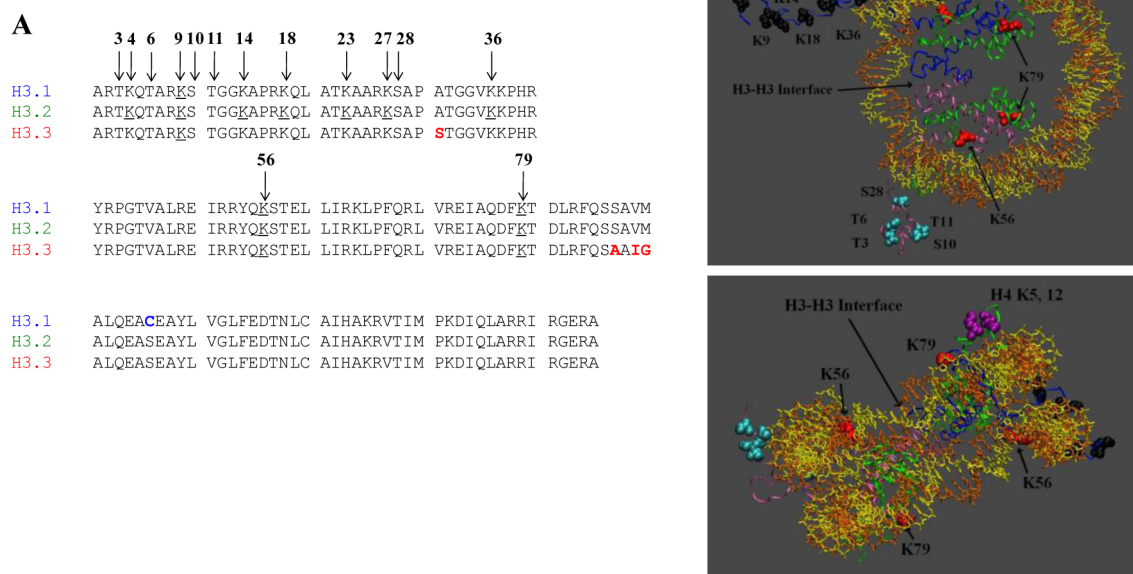 A
3 4 6 9 10 11 14 18 23 27 28 36
H3.1 ARTKQTARKS TGGKAPRKQL ATKAARKSAP ATGGVKKPHR
H3.2 ARTKQTARKS TGGKAPRKQL ATKAARKSAP ATGGVKKPHR
H3.3 ARTKQTARKS TGGKAPRKQL ATKAARKSAP STGGVKKPHR
56 79
H3.1 YRPGTVALRE IRRYQKSTEL LIRKLPFQRL VREIAQDFKT DLRFQSSAVM
H3.2 YRPGTVALRE IRRYQKSTEL LIRKLPFQRL VREIAQDFKT DLRFQSSAVM
H3.3 YRPGTVALRE IRRYQKSTEL LIRKLPFQRL VREIAQDFKT DLRFQSAAIG
H3.1 ALQEACEAYL VGLFEDTNLC AIHAKRVTIM PKDIQLARRI RGERA
H3.2 ALQEASEAYL VGLFEDTNLC AIHAKRVTIM PKDIQLARRI RGERA
H3.3 ALQEASEAYL VGLFEDTNLC AIHAKRVTIM PKDIQLARRI RGERA
K9 K18 K36
K79
H3-H3 Interface
S28
T6 T11
T3 S10
K56
H3-H3 Interface
H4 K5, 12
K79
K56
K56
K79